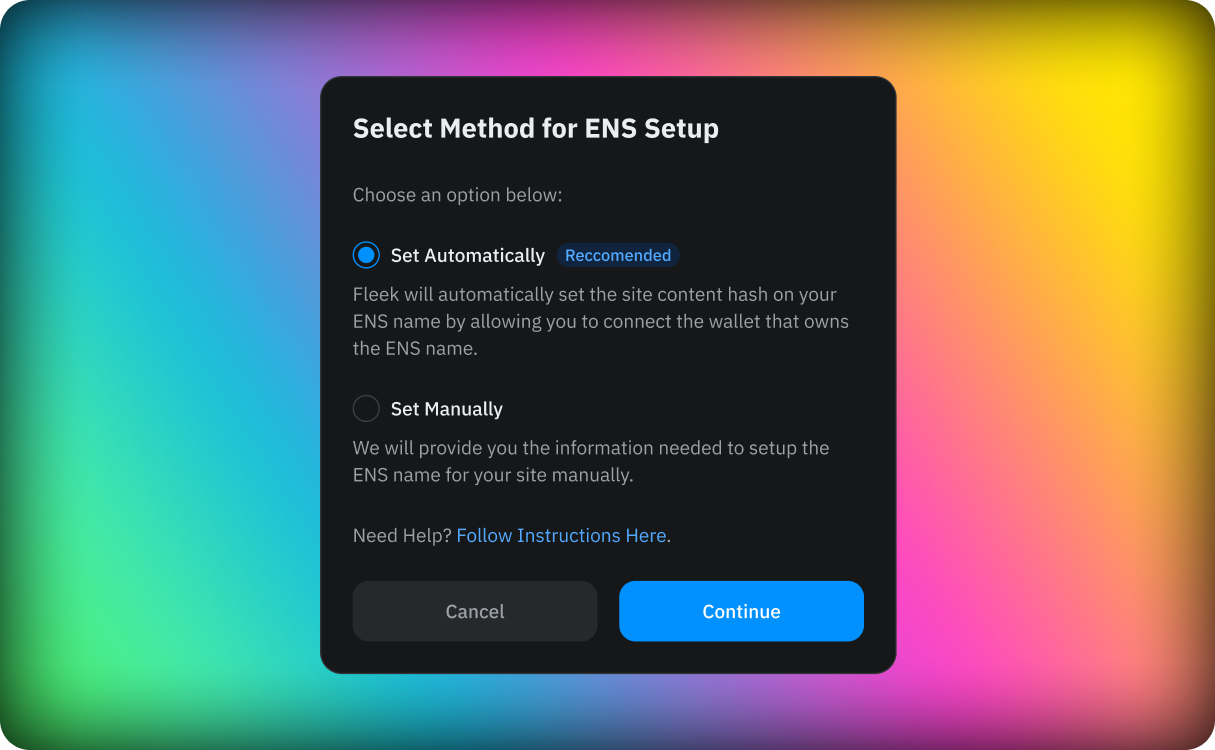 Select Method for ENS Setup
Choose an option below:
Set Automatically Reccomended
Fleek will automatically set the site content hash on your
ENS name by allowing you to connect the wallet that owns
the ENS name.
Set Manually
We will provide you the information needed to setup the
ENS name for your site manually.
Need Help? Follow Instructions Here.
Cancel Continue